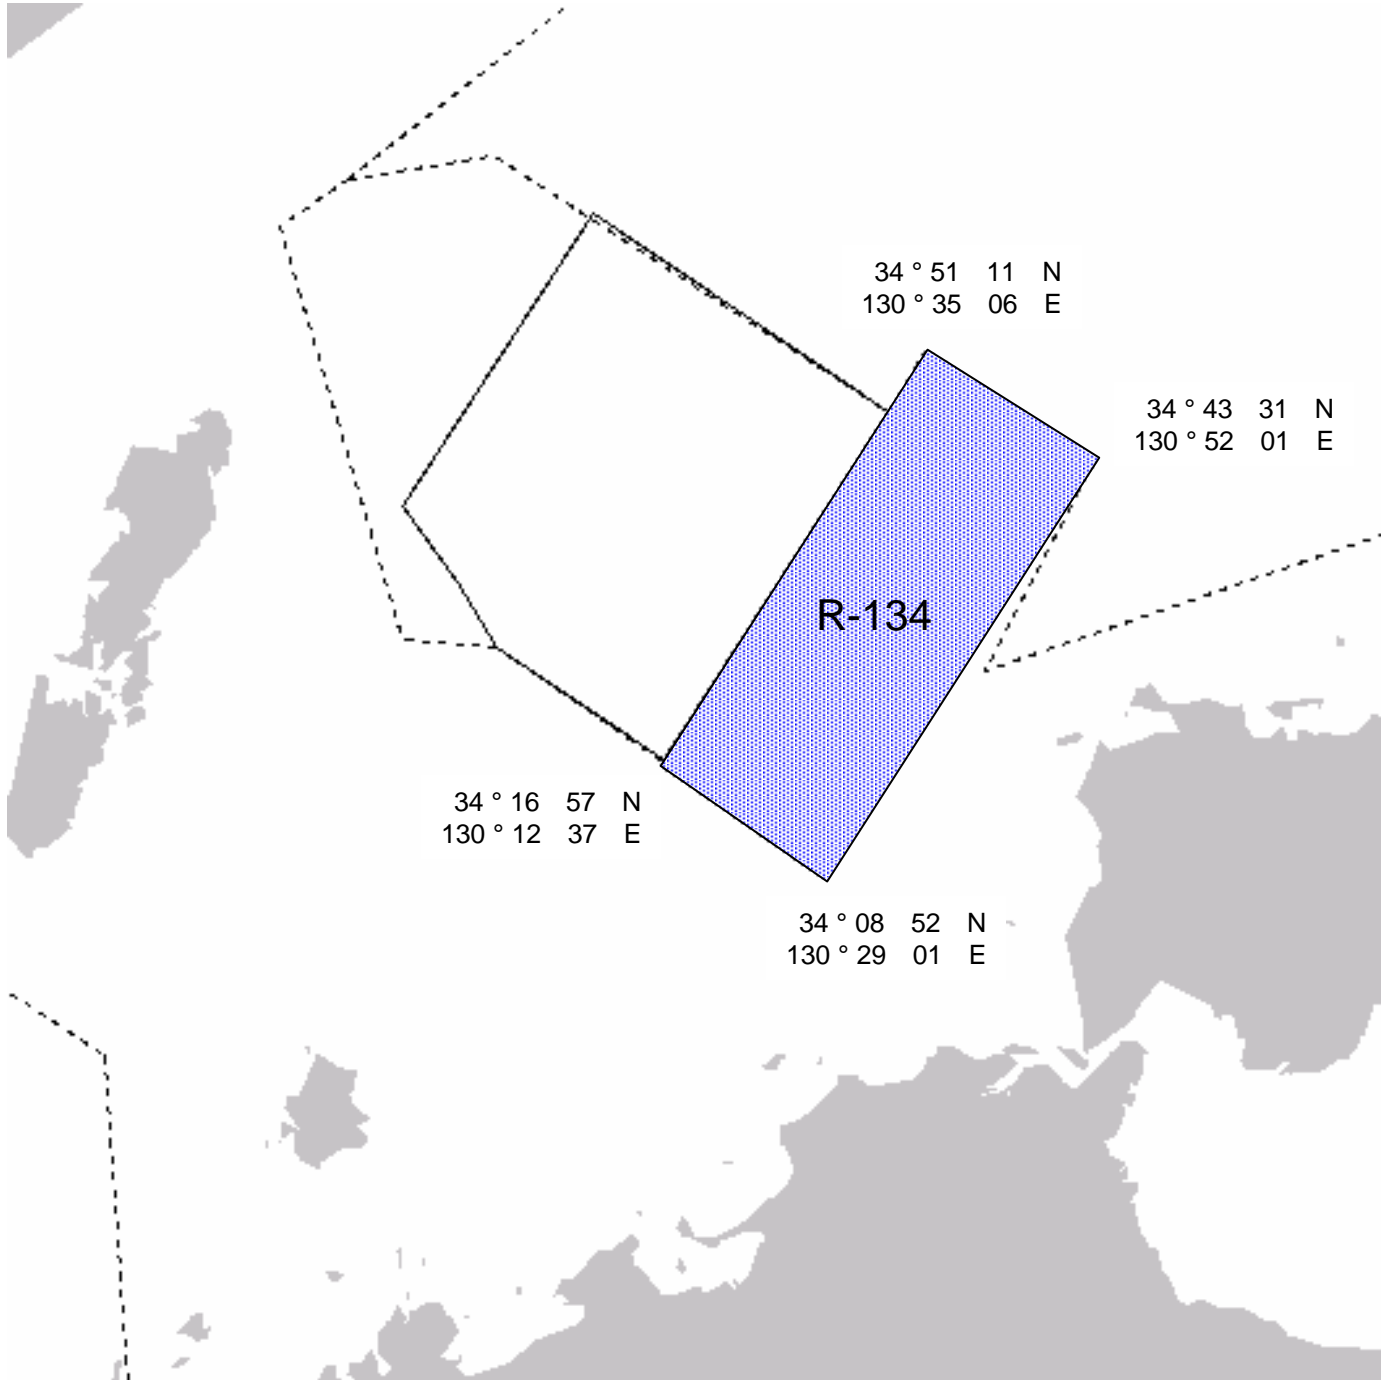 34 ° 51 11 N
130 ° 35 06 E
34 ° 43 31 N
130 ° 52 01 E
R-134
34 ° 16 57 N
130 ° 12 37 E
34 ° 08 52 N
130 ° 29 01 E